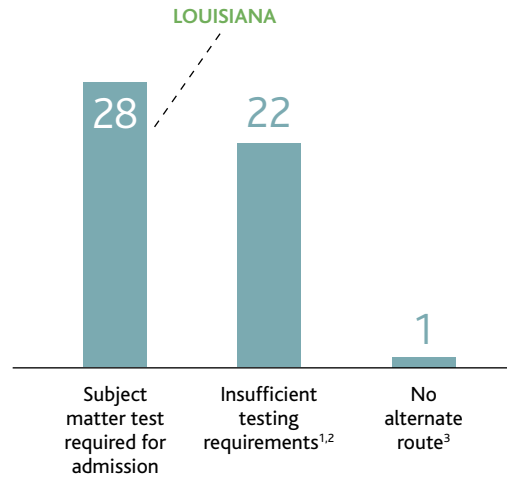 LOUISIANA
28
22
1
Subject
matter test
required for
admission
Insufficient
testing
requirements1,2
No
alternate
route3